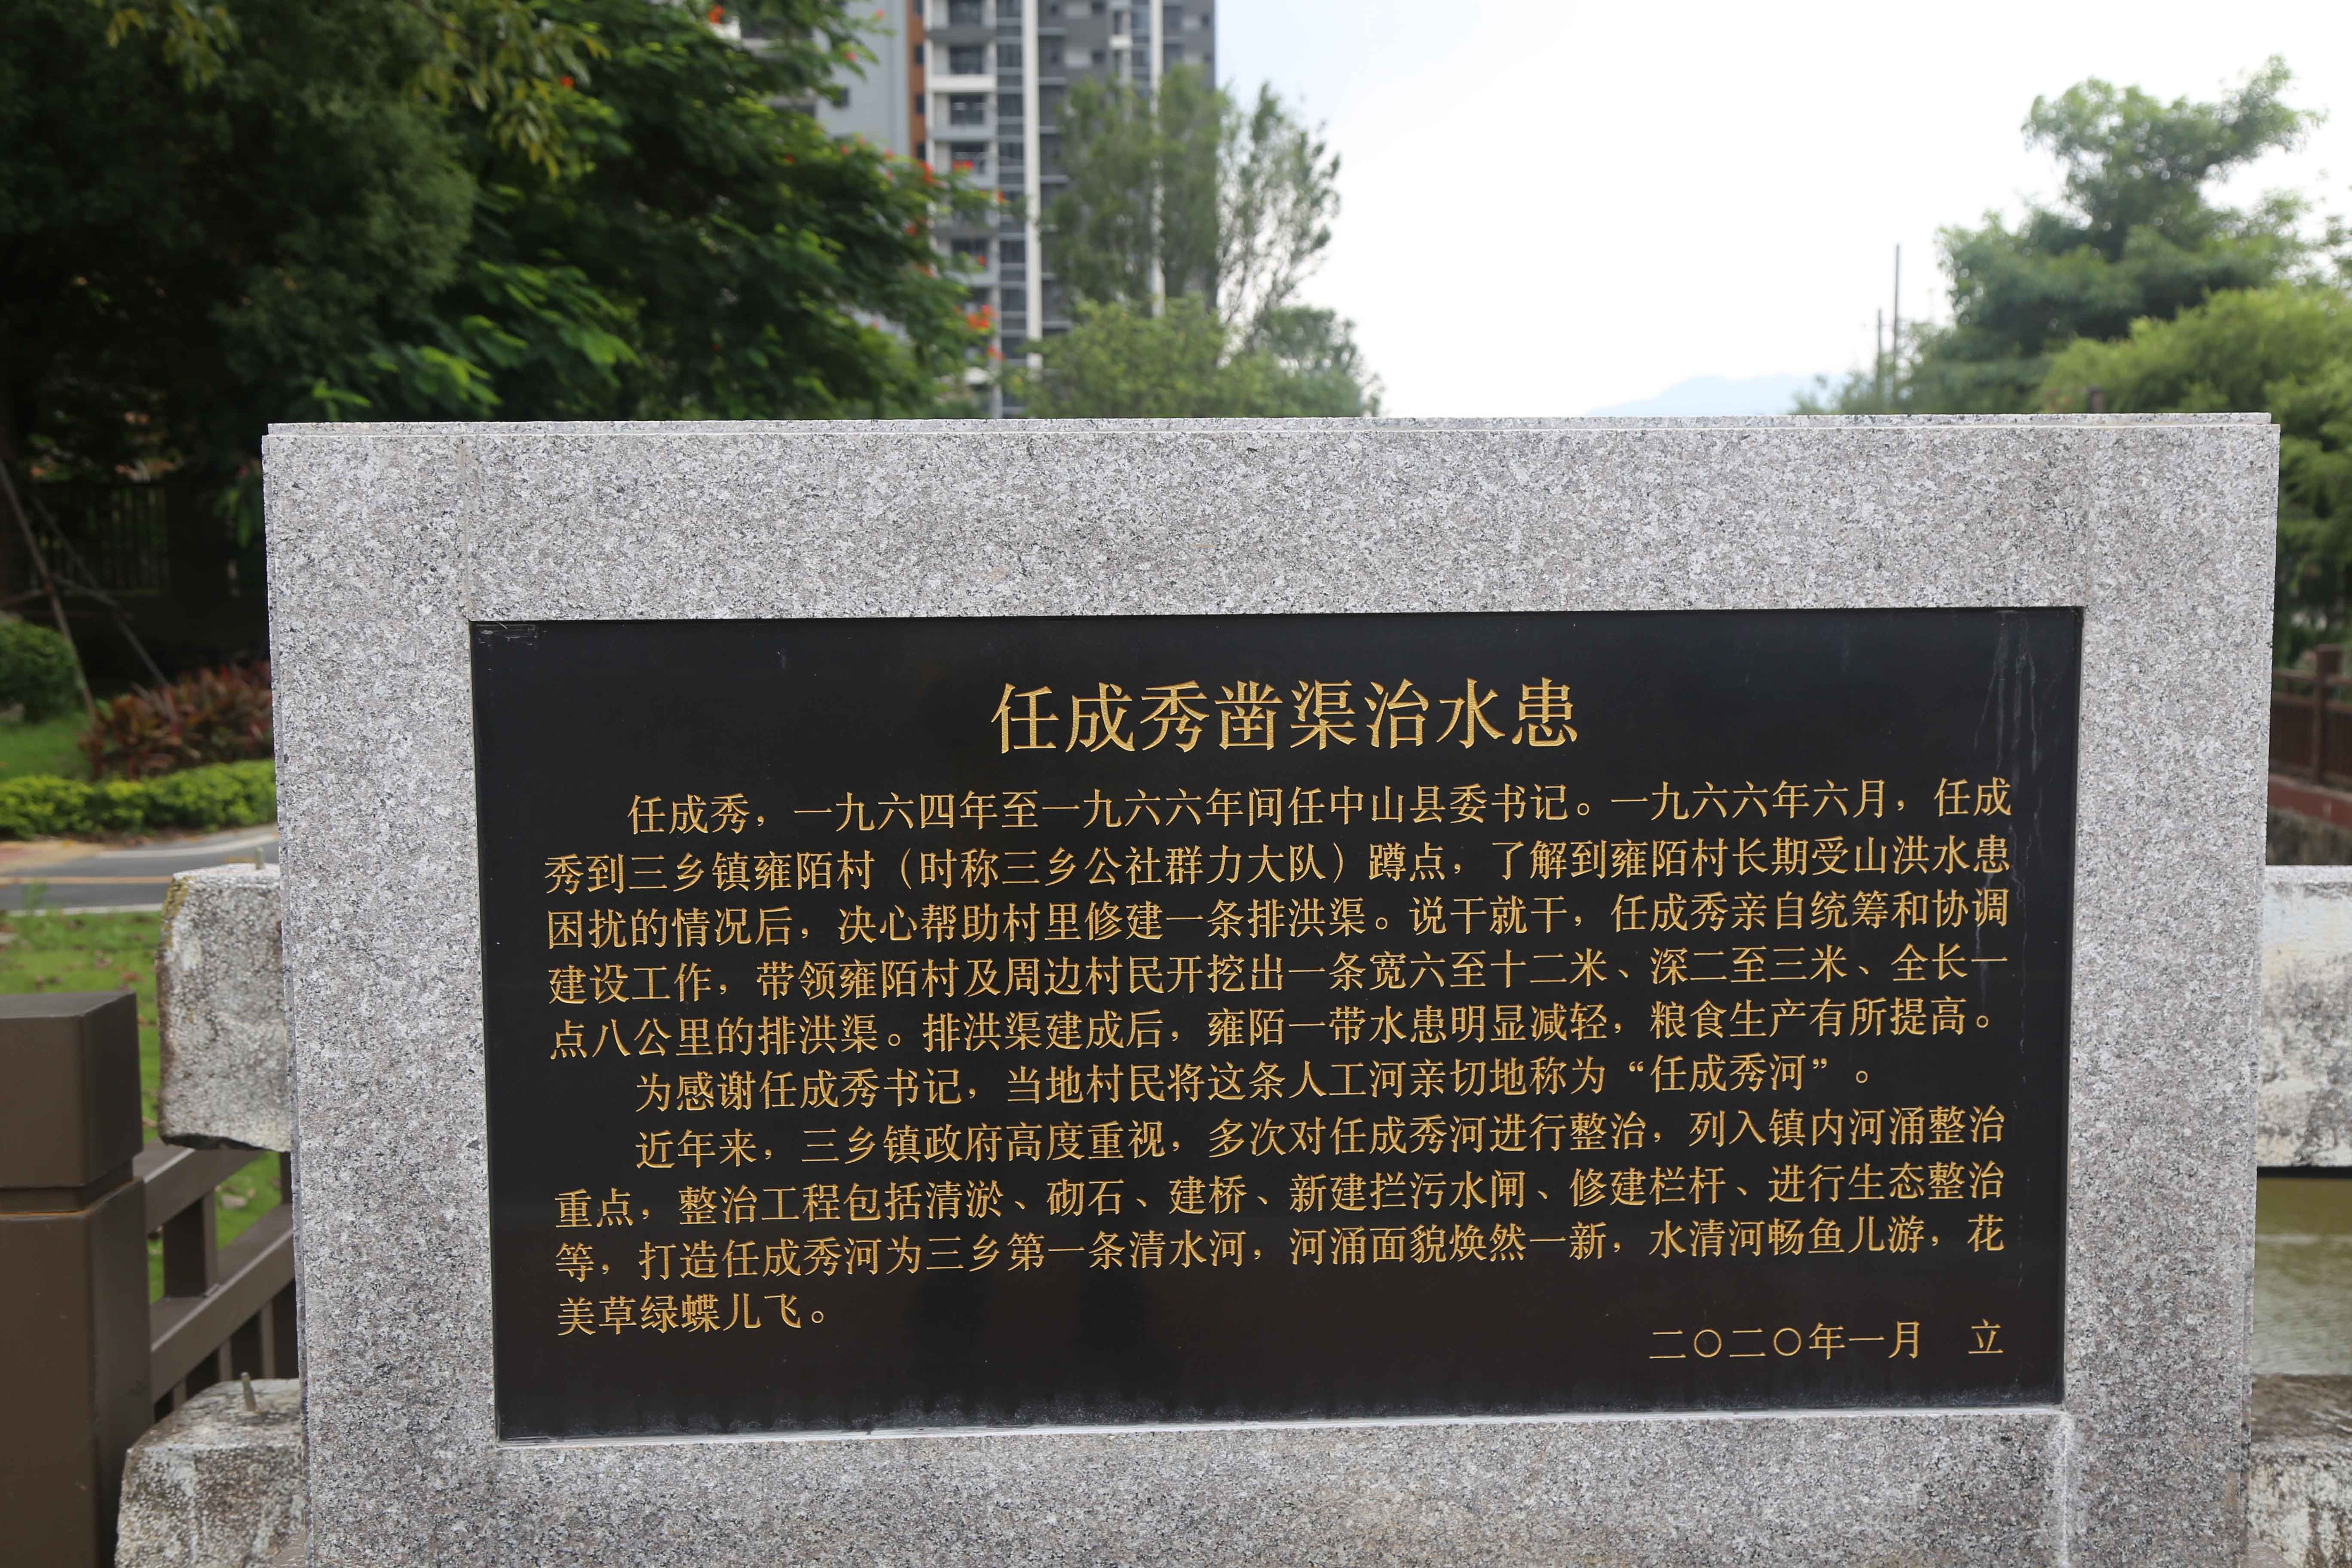 任成秀凿渠治水患
任成秀，一九六四年至一九六六年间任中山县委书记。一九六六年六月，任成
秀到三乡镇雍陌村（时称三乡公社群力大队）蹲点，了解到雍陌村长期受山洪水患
困扰的情况后，决心帮助村里修建一条排洪渠。说干就干，任成秀亲自统筹和协调
建设工作，带领雍陌村及周边村民开挖出一条宽六至十二米、深二至三米、全长一
点八公里的排洪渠。排洪渠建成后，雍陌一带水患明显减轻，粮食生产有所提高。
为感谢任成秀书记，当地村民将这条人工河亲切地称为“任成秀河”。
近年来，三乡镇政府高度重视，多次对任成秀河进行整治，列入镇内河涌整治
重点，整治工程包括清淤、砌石、建桥、新建拦污水闸、修建栏杆、进行生态整治
等，打造任成秀河为三乡第一条清水河，河涌面貌焕然一新，水清河畅鱼儿游，花
美草绿蝶儿飞。
二〇二〇年一月　立